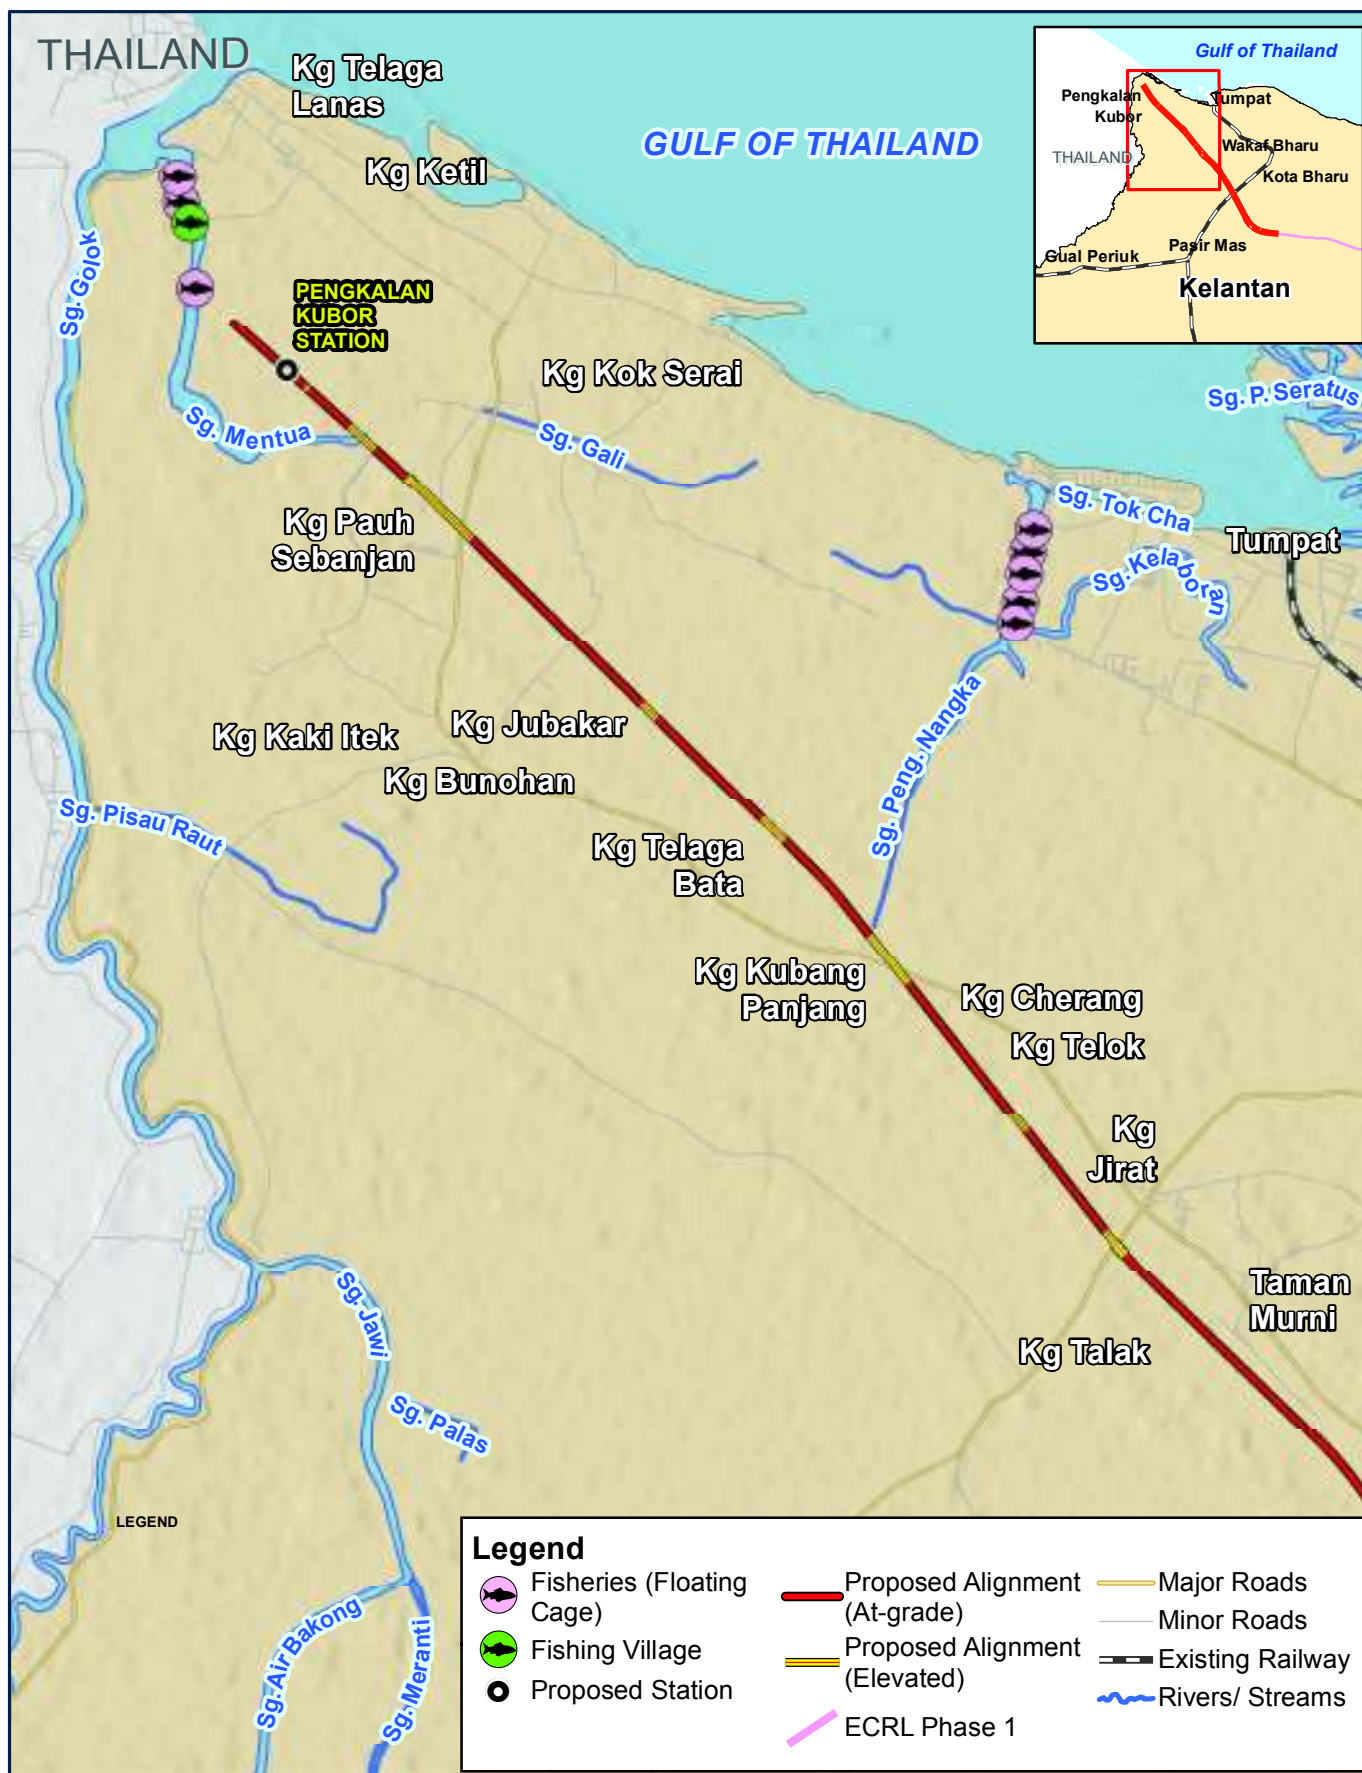 THAILAND
Kg Telaga
Lanas
GULF OF THAILAND
Kg Ketil
Gulf of Thailand
Pengkalan
Kubor
Tumpat
THAILAND
Wakaf Bharu
Kota Bharu
Pasir Mas
Gual Periuk
Kelantan
Sg. Golok
PENGKALAN
KUBOR
STATION
Kg Kok Serai
Sg. P. Seratus
Sg. Mentua
Sg. Gali
Sg. Tok Cha
Kg Pauh
Sebanjan
Tumpat
Sg. Kelaboran
Sg. Peng. Nangka
Kg Jubakar
Kg Kaki Itek
Kg Bunohan
Sg. Pisau Raut
Kg Telaga
Bata
Kg Kubang
Panjang
Kg Cherang
Kg Telok
Kg
Jirat
Taman
Murni
Kg Talak
Sg. Jawi
Sg. Palas
LEGEND
Sg. Air Bakong
Sg. Meranti
Legend
Fisheries (Floating
Cage)
Fishing Village
Proposed Station
Proposed Alignment
(At-grade)
Proposed Alignment
(Elevated)
ECRL Phase 1
Major Roads
Minor Roads
Existing Railway
Rivers/ Streams